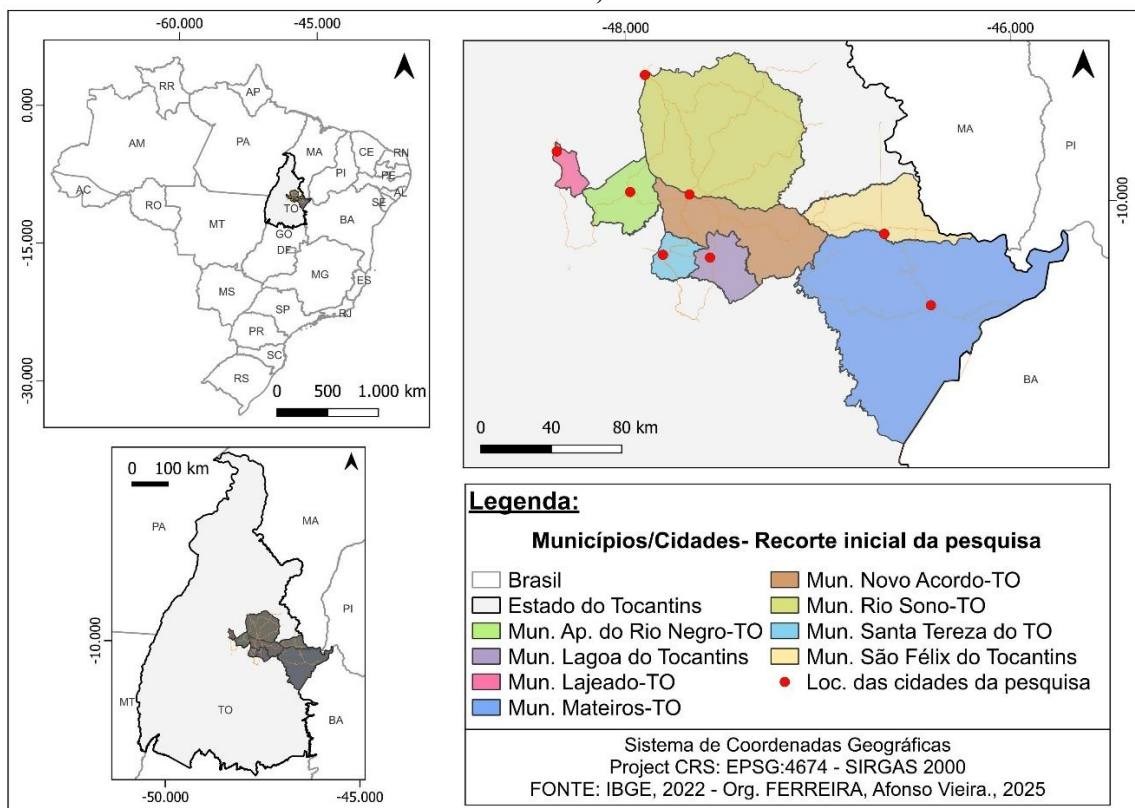 -60.000 -45.000
0.000
-15.000
-30.000
RR
AP
AM
PA
MA
CE
RN
PI
PE
AC
AL
TO
SE
RO
BA
MT
GO
DF
MG
MS
ES
SP
RJ
PR
SC
RS
0 500 1.000 km
-48.000 -46.000
-10.000
MA
PI
BA
0 40 80 km
0 100 km
PA
MA
PI
-10.000
MT
TO
BA
-50.000 -45.000
Legenda:
Municípios/Cidades- Recorte inicial da pesquisa
Brasil
Estado do Tocantins
Mun. Ap. do Rio Negro-TO
Mun. Lagoa do Tocantins
Mun. Lajeado-TO
Mun. Mateiros-TO
Mun. Novo Acordo-TO
Mun. Rio Sono-TO
Mun. Santa Tereza do TO
Mun. São Félix do Tocantins
Loc. das cidades da pesquisa
Sistema de Coordenadas Geográficas
Project CRS: EPSG:4674 - SIRGAS 2000
FONTE: IBGE, 2022 - Org. FERREIRA, Afonso Vieira., 2025